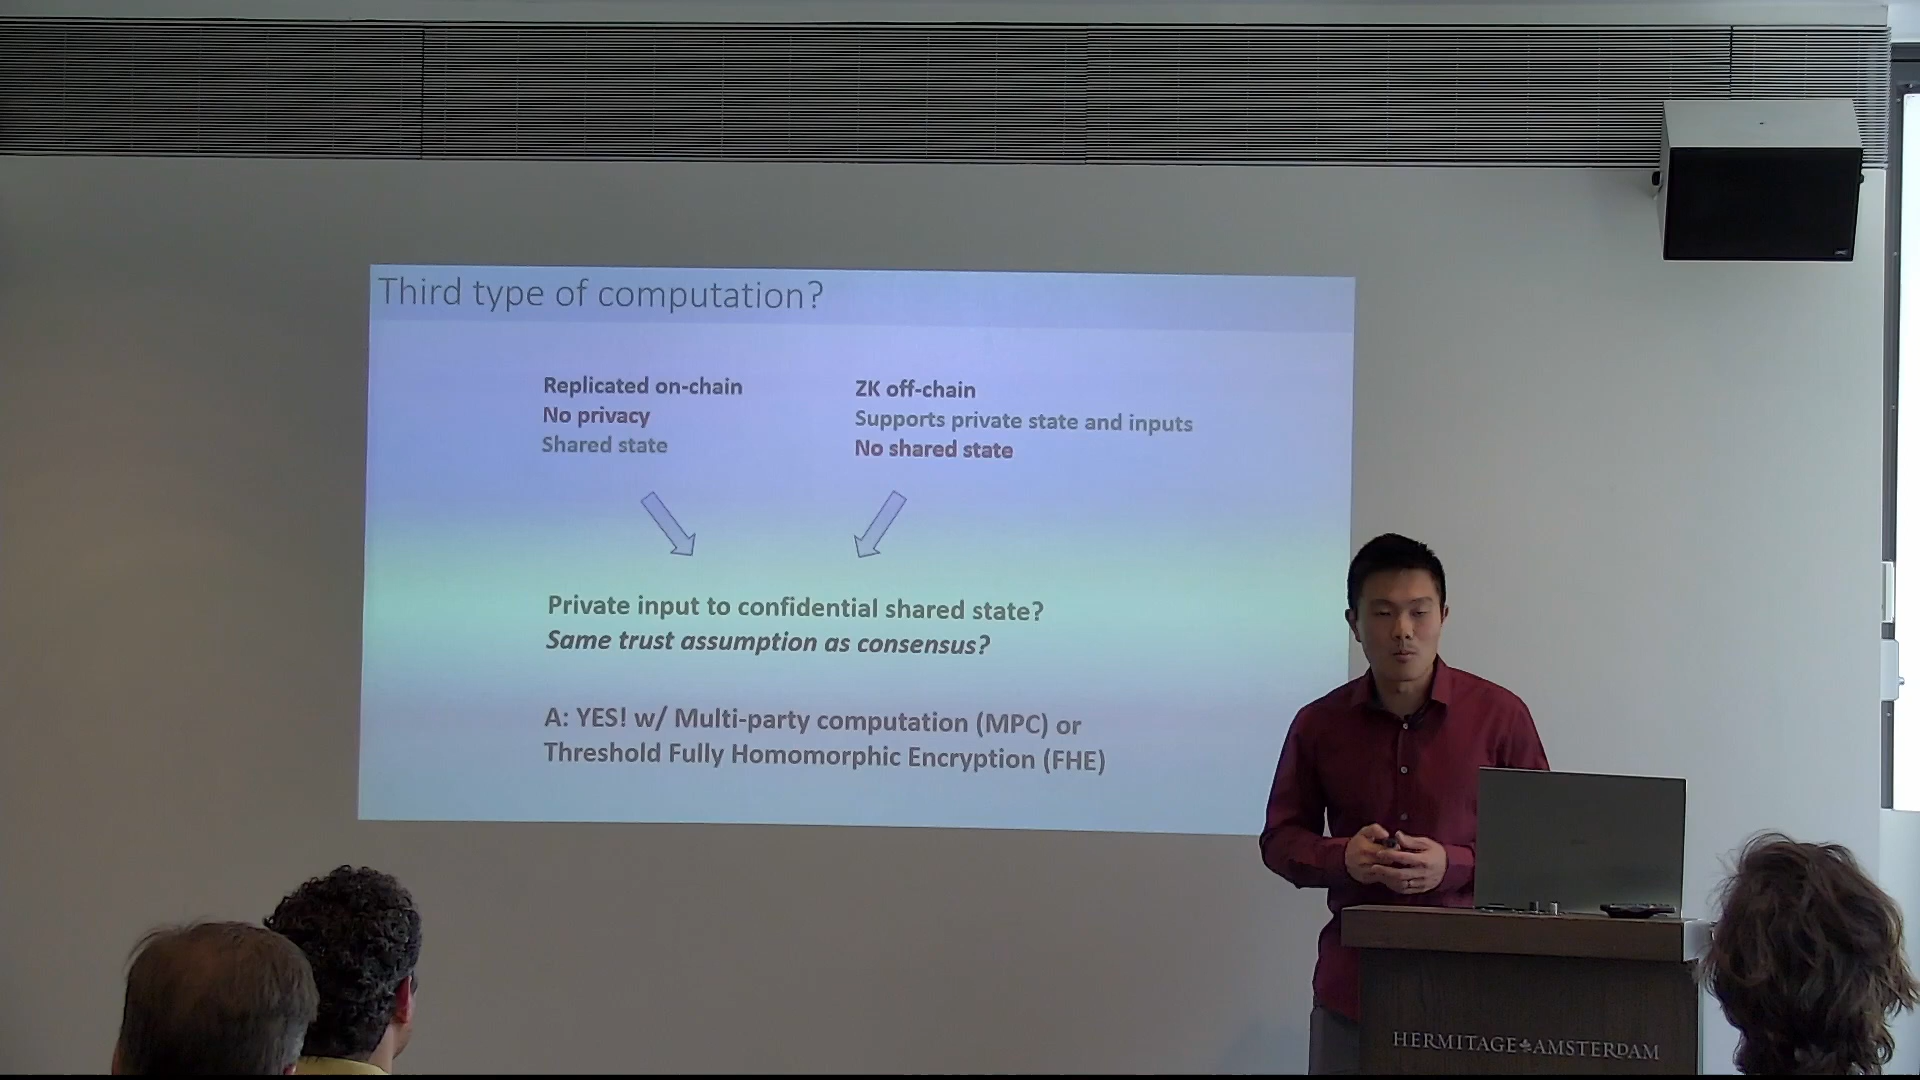 Third type of computation?
Replicated on-chain
No privacy
Shared state
ZK off-chain
Supports private state and inputs
No shared state
Private input to confidential shared state?
Same trust assumption as consensus?
A: YES! w/ Multi-party computation (MPC) or
Threshold Fully Homomorphic Encryption (FHE)
HERMITAGE AMSTERDAM